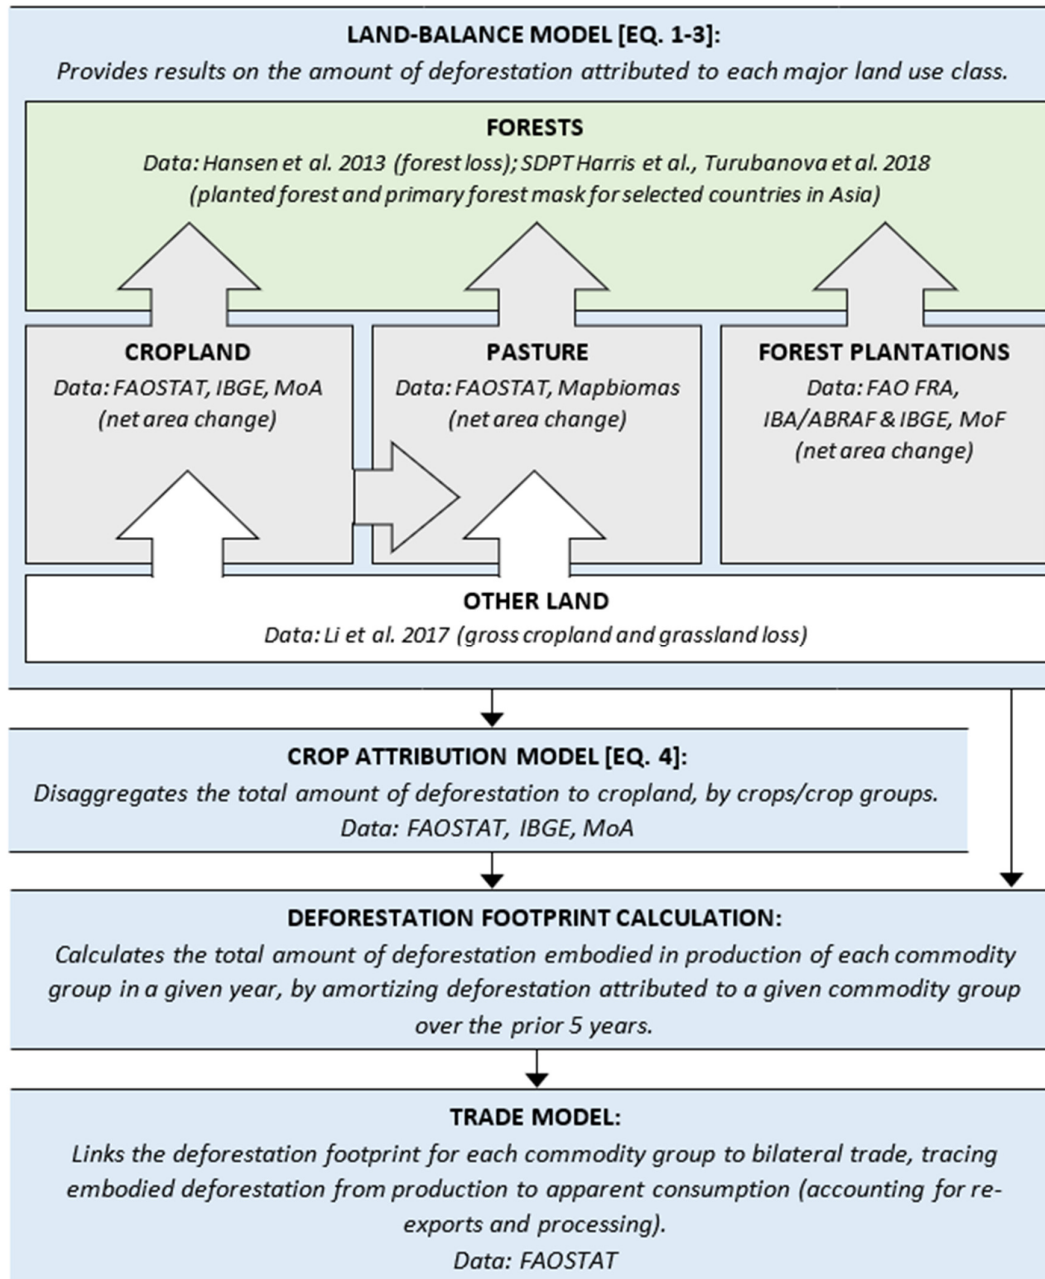 LAND-BALANCE MODEL [EQ. 1-3]:
Provides results on the amount of deforestation attributed to each major land use class.
FORESTS
Data: Hansen et al. 2013 (forest loss); SDPT Harris et al., Turubanova et al. 2018
(planted forest and primary forest mask for selected countries in Asia)
CROPLAND
Data: FAOSTAT, IBGE, MoA
(net area change)
PASTURE
Data: FAOSTAT, Mapbiomas
(net area change)
FOREST PLANTATIONS
Data: FAO FRA,
IBA/ABRAF & IBGE, MoF
(net area change)
OTHER LAND
Data: Li et al. 2017 (gross cropland and grassland loss)
CROP ATTRIBUTION MODEL [EQ. 4]:
Disaggregates the total amount of deforestation to cropland, by crops/crop groups.
Data: FAOSTAT, IBGE, MoA
DEFORESTATION FOOTPRINT CALCULATION:
Calculates the total amount of deforestation embodied in production of each commodity
group in a given year, by amortizing deforestation attributed to a given commodity group
over the prior 5 years.
TRADE MODEL:
Links the deforestation footprint for each commodity group to bilateral trade, tracing
embodied deforestation from production to apparent consumption (accounting for re-
exports and processing).
Data: FAOSTAT